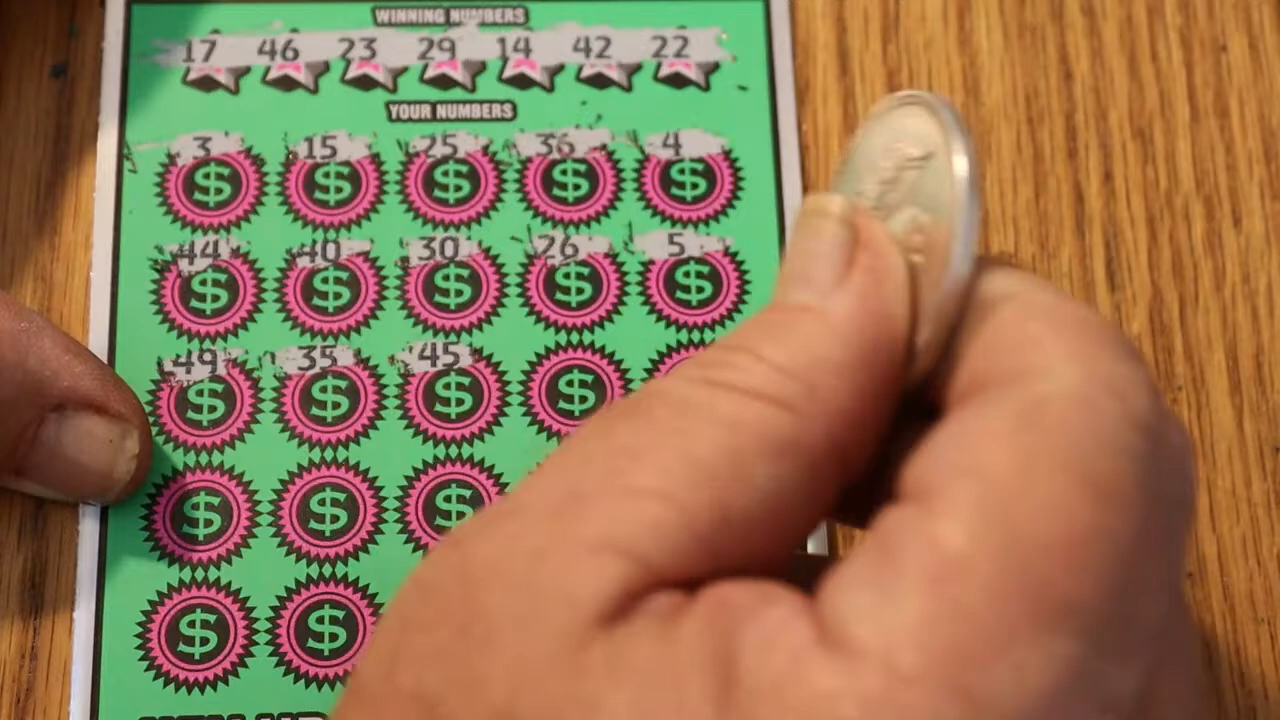 WINNING NUMBERS
17 46 23 29 14 42 22
YOUR NUMBERS
3 15 25 36 4
$ $ $ $ $
44 40 30 26 5
$ $ $ $ $
49 35 45
$ $ $ $
$ $ $
$ $